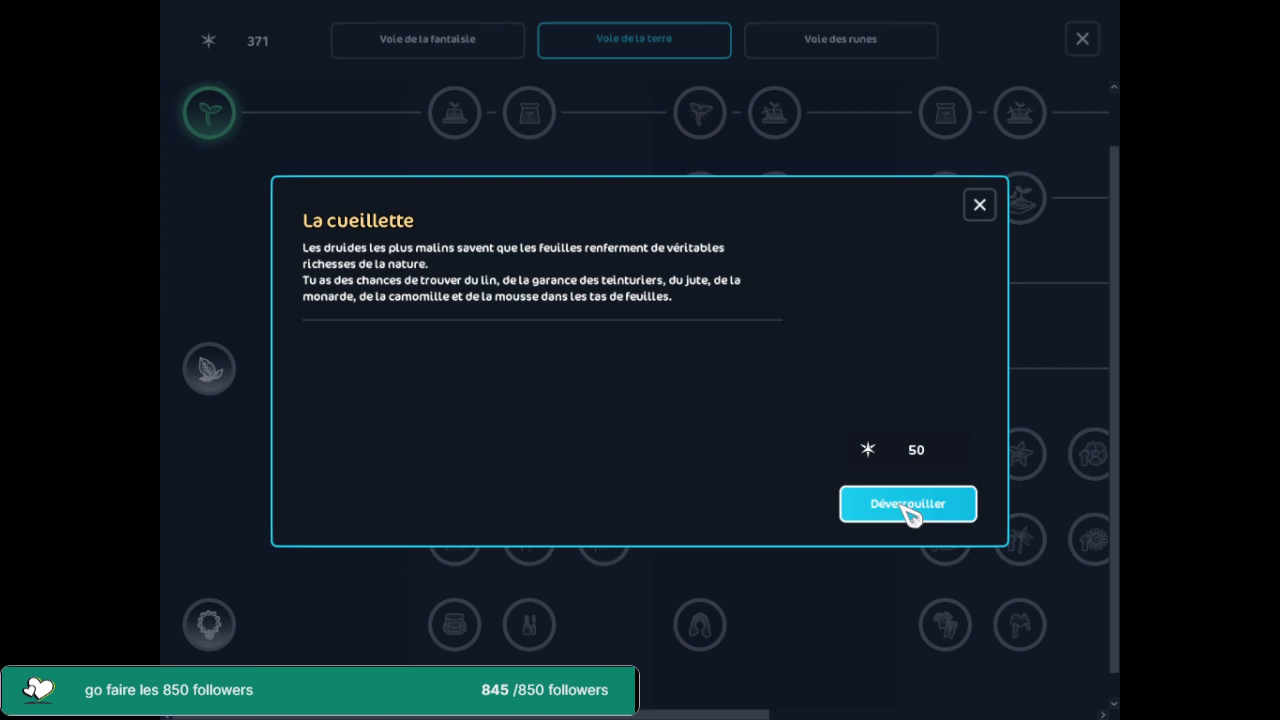 371
Voie de la fantaisie
Voie de la terre
Voie des runes
La cueillette
Les druides les plus malins savent que les feuilles renferment de véritables
richesses de la nature.
Tu as des chances de trouver du lin, de la garance des teinturiers, du jute, de la
monarde, de la camomille et de la mousse dans les tas de feuilles.
50
Déverrouiller
go faire les 850 followers
845 /850 followers